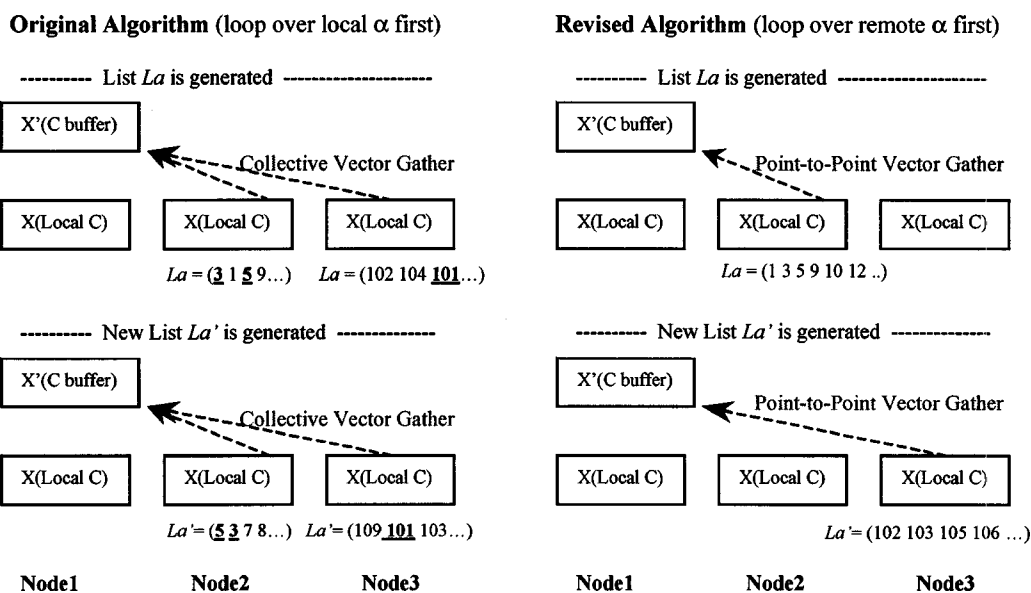 Original Algorithm (loop over local α first)
---------- List La is generated ---------------------
X'(C buffer)
Collective Vector Gather
X(Local C) X(Local C) X(Local C)
La = (3 1 5 9...) La = (102 104 101...)
---------- New List La' is generated --------------
X'(C buffer)
Collective Vector Gather
X(Local C) X(Local C) X(Local C)
La'= (5 3 7 8...) La'= (109 101 103...)
Node1 Node2 Node3
Revised Algorithm (loop over remote α first)
---------- List La is generated ---------------------
X'(C buffer)
Point-to-Point Vector Gather
X(Local C) X(Local C) X(Local C)
La = (1 3 5 9 10 12 ..)
---------- New List La' is generated --------------
X'(C buffer)
Point-to-Point Vector Gather
X(Local C) X(Local C) X(Local C)
La'= (102 103 105 106 ...)
Node1 Node2 Node3